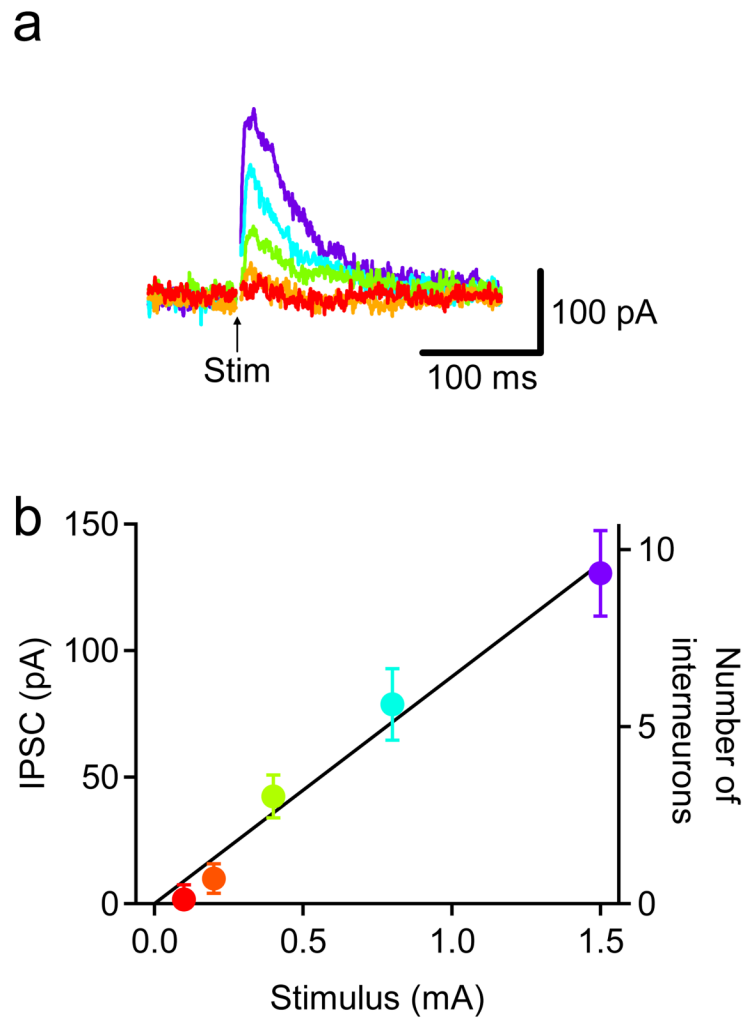 a
100 pA
Stim
100 ms
b
150
100
50
0
IPSC (pA)
10
5
0
Number of
interneurons
0.0
0.5
1.0
1.5
Stimulus (mA)